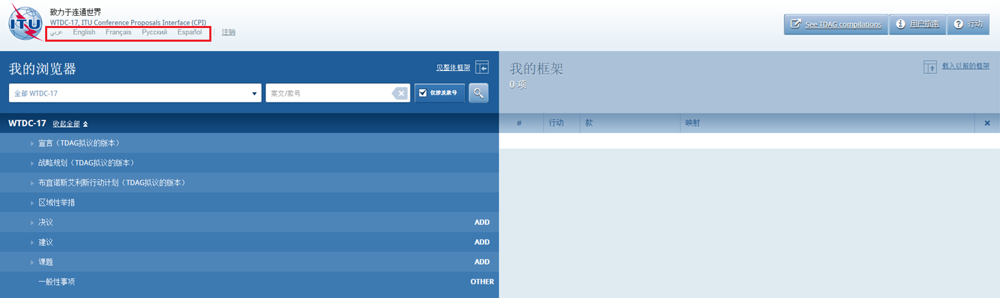 ITU
致力于连通世界
WTDC-17, ITU Conference Proposals Interface (CPI)
عربي English Français Русский Español 注销
See TDAG compilations 用户指南 行动
我的浏览器 见整体框架
全部 WTDC-17 案文/款号 仅涉及款号
WTDC-17 收起全部
宣言（TDAG拟议的版本）
战略规划（TDAG拟议的版本）
布宜诺斯艾利斯行动计划（TDAG拟议的版本）
区域性举措
决议 ADD
建议 ADD
课题 ADD
一般性事项 OTHER
我的框架 载入以前的框架
0 项
# 行动 款 映射